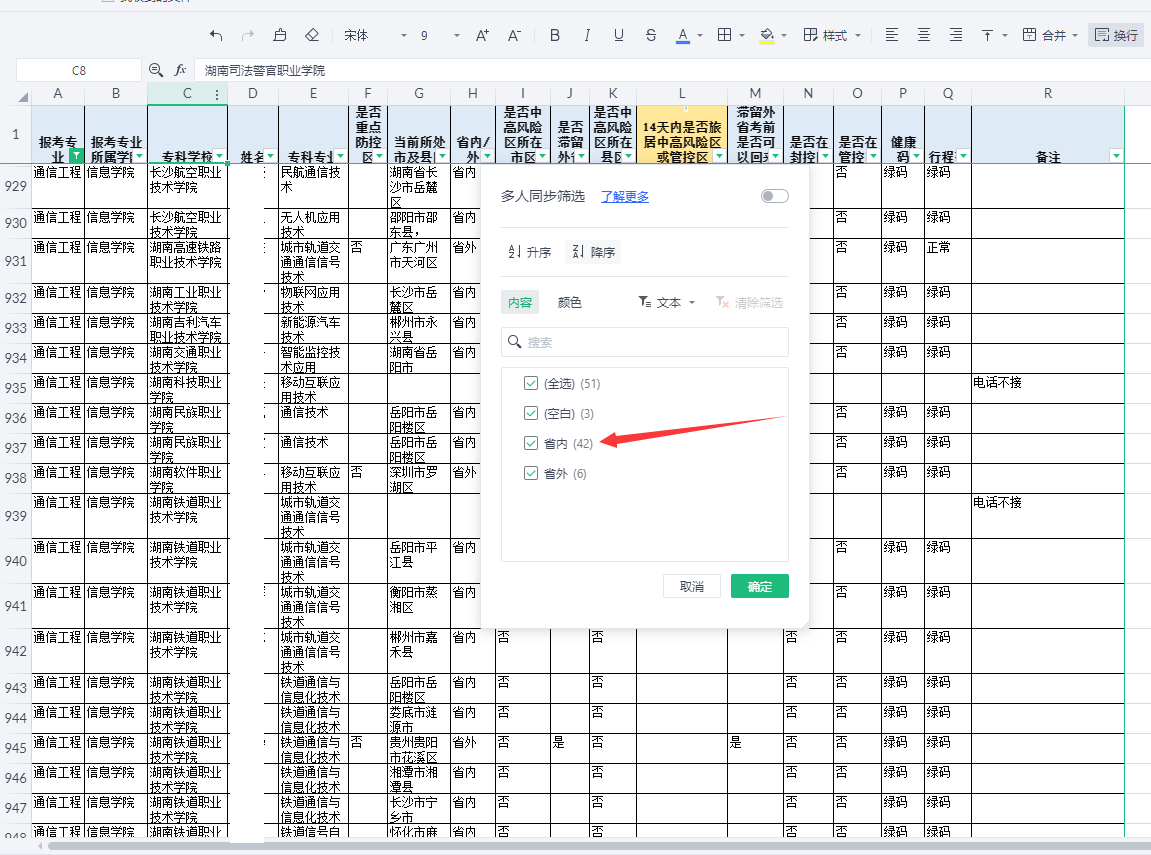 宋体 9 A⁺ A⁻ B I U S A 样式 合并 换行
C8 fx 湖南司法警官职业学院
A B C D E F G H I J K L M N O P Q R
1 报考专业 报考专业所属学 专科学校 姓名 专科专业 是否重点防控区 当前所处市及县 省内/外 是否中高风险区所在市区 是否滞留外 是否中高风险区所在县区 14天内是否旅居中高风险区或管控区 滞留外省考前是否可以回 是否在封控 是否在管控 健康码 行程 备注
929 通信工程 信息学院 长沙航空职业技术学院 民航通信技术 湖南省长沙市岳麓区 省内 否 绿码 绿码
930 通信工程 信息学院 长沙航空职业技术学院 无人机应用技术 邵阳市邵东县, 省内 否 绿码 绿码
931 通信工程 信息学院 湖南高速铁路职业技术学院 城市轨道交通通信信号技术 否 广东广州市天河区 省外 否 绿码 正常
932 通信工程 信息学院 湖南工业职业技术学院 物联网应用技术 长沙市岳麓区 省内 否 绿码 绿码
933 通信工程 信息学院 湖南吉利汽车职业技术学院 新能源汽车技术 郴州市永兴县 省内 否 绿码 绿码
934 通信工程 信息学院 湖南交通职业技术学院 智能监控技术应用 湖南省岳阳市 省内 否 绿码 绿码
935 通信工程 信息学院 湖南科技职业学院 移动互联应用技术 电话不接
936 通信工程 信息学院 湖南民族职业学院 通信技术 岳阳市岳阳楼区 省内 否 绿码 绿码
937 通信工程 信息学院 湖南民族职业学院 通信技术 岳阳市岳阳楼区 省内 否 绿码 绿码
938 通信工程 信息学院 湖南软件职业学院 移动互联应用技术 否 深圳市罗湖区 省外 否 绿码 绿码
939 通信工程 信息学院 湖南铁道职业技术学院 城市轨道交通通信信号技术 电话不接
940 通信工程 信息学院 湖南铁道职业技术学院 城市轨道交通通信信号技术 岳阳市平江县 省内 否 绿码 绿码
941 通信工程 信息学院 湖南铁道职业技术学院 城市轨道交通通信信号技术 衡阳市蒸湘区 省内 否 绿码 绿码
942 通信工程 信息学院 湖南铁道职业技术学院 城市轨道交通通信信号技术 郴州市嘉禾县 省内 否 否 否 否 绿码 绿码
943 通信工程 信息学院 湖南铁道职业技术学院 铁道通信与信息化技术 岳阳市岳阳楼区 省内 否 否 否 否 绿码 绿码
944 通信工程 信息学院 湖南铁道职业技术学院 铁道通信与信息化技术 娄底市涟源市 省内 否 否 否 否 绿码 绿码
945 通信工程 信息学院 湖南铁道职业技术学院 铁道通信与信息化技术 否 贵州贵阳市花溪区 省外 否 是 否 是 否 否 绿码 绿码
946 通信工程 信息学院 湖南铁道职业技术学院 铁道通信与信息化技术 湘潭市湘潭县 省内 否 否 否 否 绿码 绿码
947 通信工程 信息学院 湖南铁道职业技术学院 铁道通信与信息化技术 长沙市宁乡市 省内 否 否 否 否 绿码 绿码
948 通信工程 信息学院 湖南铁道职业 铁道信号自 怀化市麻 省内 否 否 否 否 绿码 绿码
多人同步筛选 了解更多
升序 降序
内容 颜色 文本 清除筛选
搜索
(全选) (51)
(空白) (3)
省内 (42)
省外 (6)
取消 确定